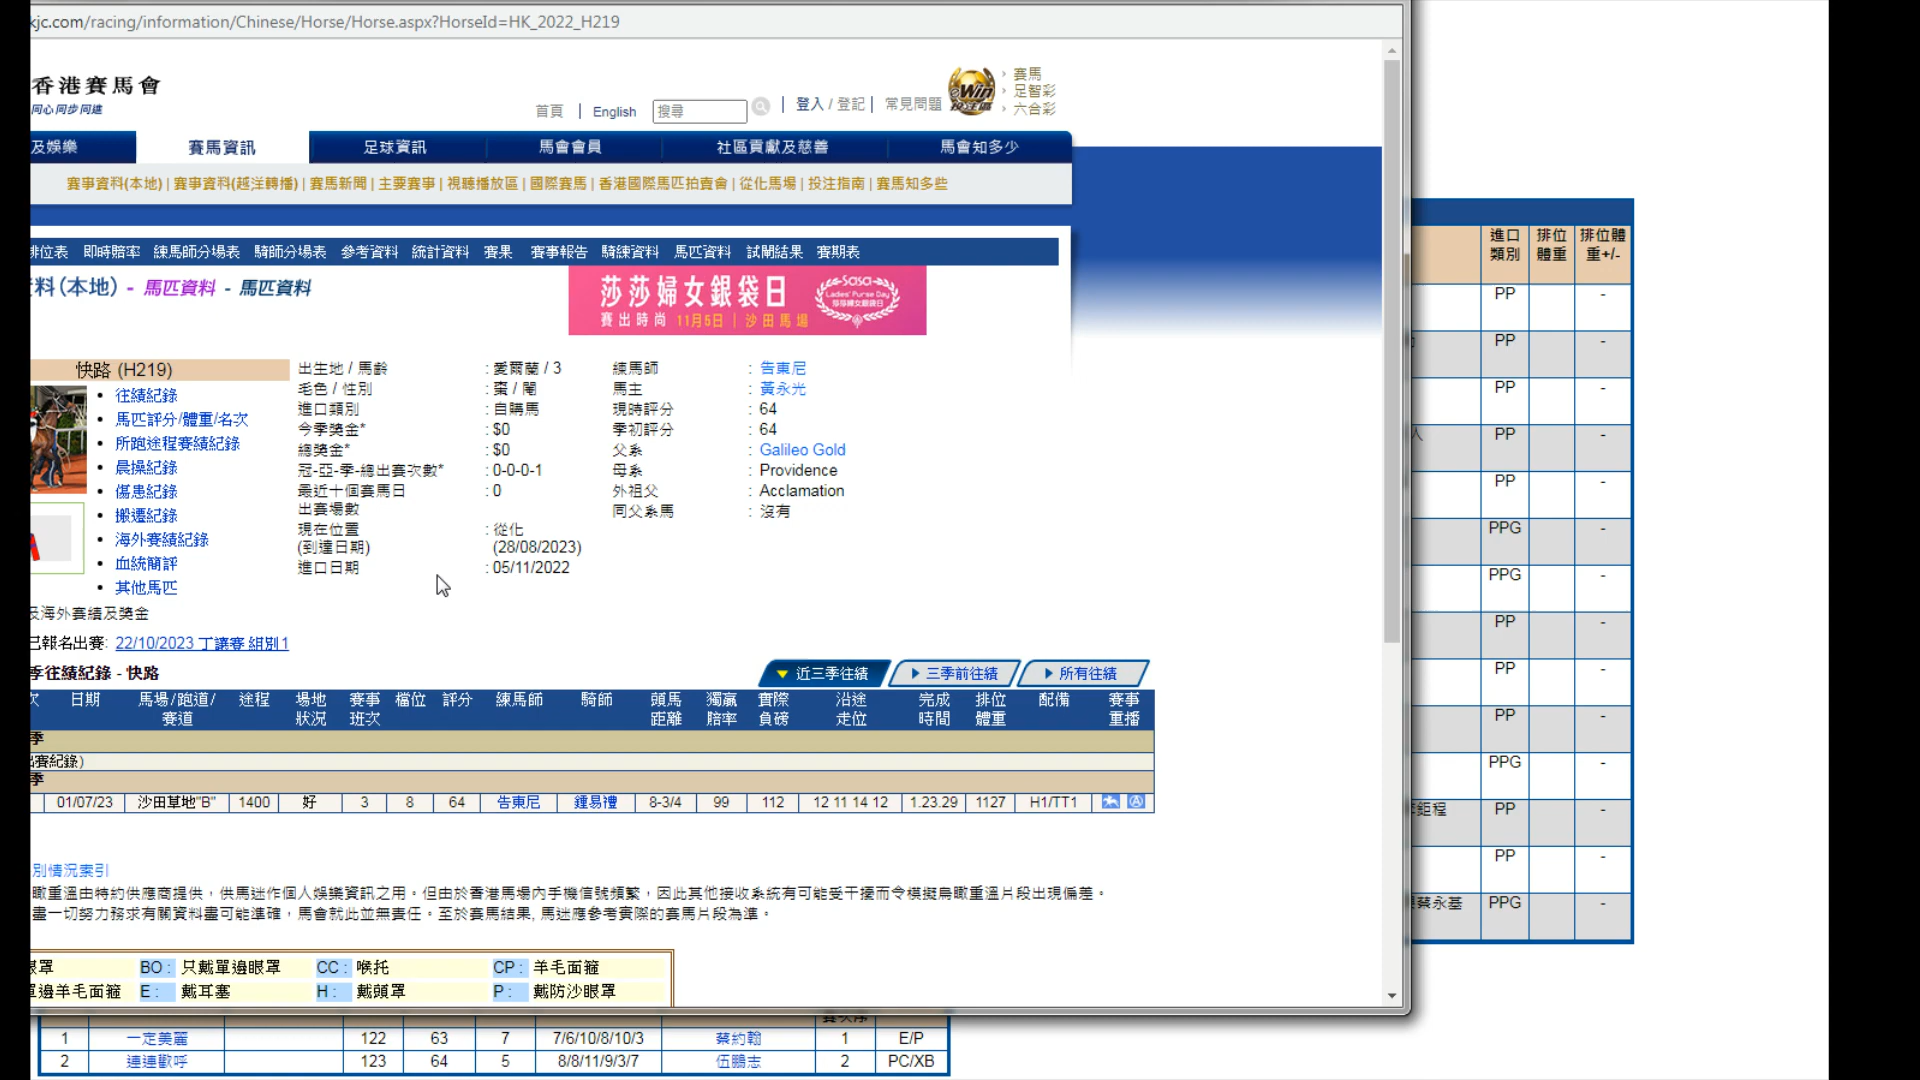 kjc.com/racing/information/Chinese/Horse/Horse.aspx?HorseId=HK_2022_H219
香港賽馬會
同心同步同進
首頁 | English 搜尋 | 登入 / 登記 | 常見問題
eWin 投注區
› 賽馬
› 足智彩
› 六合彩
及娛樂 賽馬資訊 足球資訊 馬會會員 社區貢獻及慈善 馬會知多少
賽事資料(本地) | 賽事資料(越洋轉播) | 賽馬新聞 | 主要賽事 | 視聽播放區 | 國際賽馬 | 香港國際馬匹拍賣會 | 從化馬場 | 投注指南 | 賽馬知多些
排位表 即時賠率 練馬師分場表 騎師分場表 參考資料 統計資料 賽果 賽事報告 騎練資料 馬匹資料 試閘結果 賽期表
料(本地) - 馬匹資料 - 馬匹資料
莎莎婦女銀袋日
賽出時尚 11月5日 | 沙田馬場
SaSa Ladies' Purse Day 莎莎婦女銀袋日
快路 (H219)
• 往績紀錄
• 馬匹評分/體重/名次
• 所跑途程賽績紀錄
• 晨操紀錄
• 傷患紀錄
• 搬遷紀錄
• 海外賽績紀錄
• 血統簡評
• 其他馬匹
出生地 / 馬齡 : 愛爾蘭 / 3
毛色 / 性別 : 棗 / 閹
進口類別 : 自購馬
今季獎金* : $0
總獎金* : $0
冠-亞-季-總出賽次數* : 0-0-0-1
最近十個賽馬日 : 0
出賽場數
現在位置 : 從化
(到達日期) (28/08/2023)
進口日期 : 05/11/2022
練馬師 : 告東尼
馬主 : 黃永光
現時評分 : 64
季初評分 : 64
父系 : Galileo Gold
母系 : Providence
外祖父 : Acclamation
同父系馬 : 沒有
及海外賽績及獎金
已報名出賽: 22/10/2023 丁讓賽 組別1
季往績紀錄 - 快路
▼ 近三季往績 ▶ 三季前往績 ▶ 所有往績
次 日期 馬場/跑道/ 途程 場地 賽事 檔位 評分 練馬師 騎師 頭馬 獨贏 實際 沿途 完成 排位 配備 賽事
賽道 狀況 班次 距離 賠率 負磅 走位 時間 體重 重播
季
出賽紀錄)
季
01/07/23 沙田草地"B" 1400 好 3 8 64 告東尼 鍾易禮 8-3/4 99 112 12 11 14 12 1.23.29 1127 H1/TT1
別情況索引
瞰重溫由特約供應商提供，供馬迷作個人娛樂資訊之用。但由於香港馬場內手機信號頻繁，因此其他接收系統有可能受干擾而令模擬鳥瞰重溫片段出現偏差。
盡一切努力務求有關資料盡可能準確，馬會就此並無責任。至於賽馬結果, 馬迷應參考實際的賽馬片段為準。
眼罩 BO : 只戴單邊眼罩 CC : 喉托 CP : 羊毛面箍
單邊羊毛面箍 E : 戴耳塞 H : 戴頭罩 P : 戴防沙眼罩
1 一定美麗 122 63 7 7/6/10/8/10/3 蔡約翰 1 E/P
2 連連歡呼 123 64 5 8/8/11/9/3/7 伍鵬志 2 PC/XB
進口 排位 排位體
類別 體重 重+/-
PP -
PP -
PP -
人 PP -
PP -
PPG -
PPG -
PP -
PP -
PP -
PPG -
鉅程 PP -
PP -
蔡永基 PPG -